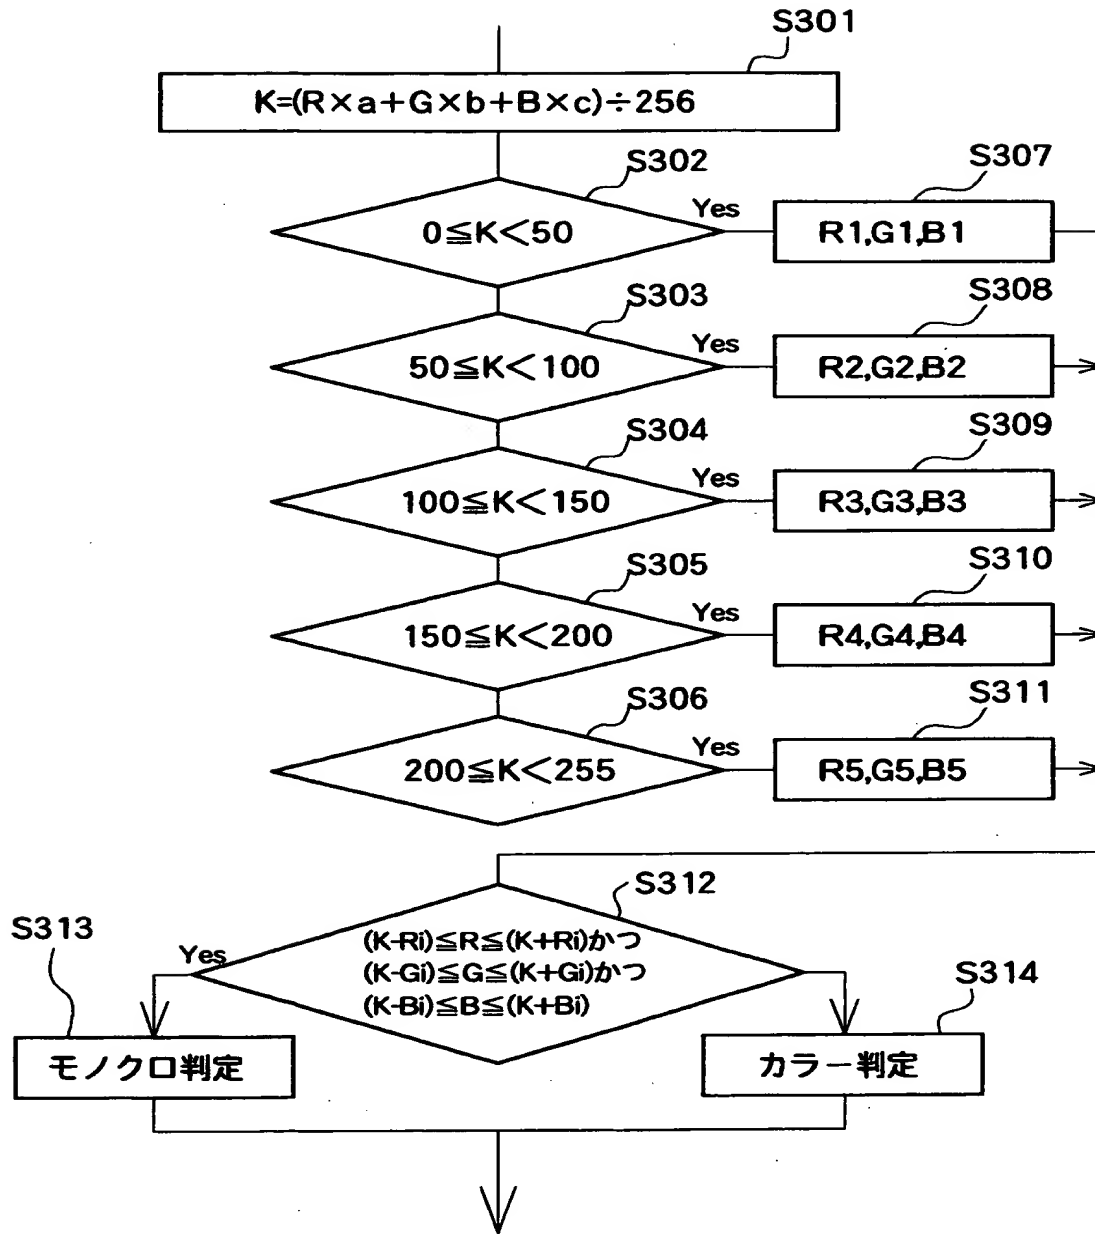 S301
K=(R×a+G×b+B×c)÷256
S302
0≦K<50
Yes
S307
R1,G1,B1
S303
50≦K<100
Yes
S308
R2,G2,B2
S304
100≦K<150
Yes
S309
R3,G3,B3
S305
150≦K<200
Yes
S310
R4,G4,B4
S306
200≦K<255
Yes
S311
R5,G5,B5
S312
(K-Ri)≦R≦(K+Ri)かつ
(K-Gi)≦G≦(K+Gi)かつ
(K-Bi)≦B≦(K+Bi)
Yes
S313
モノクロ判定
S314
カラー判定